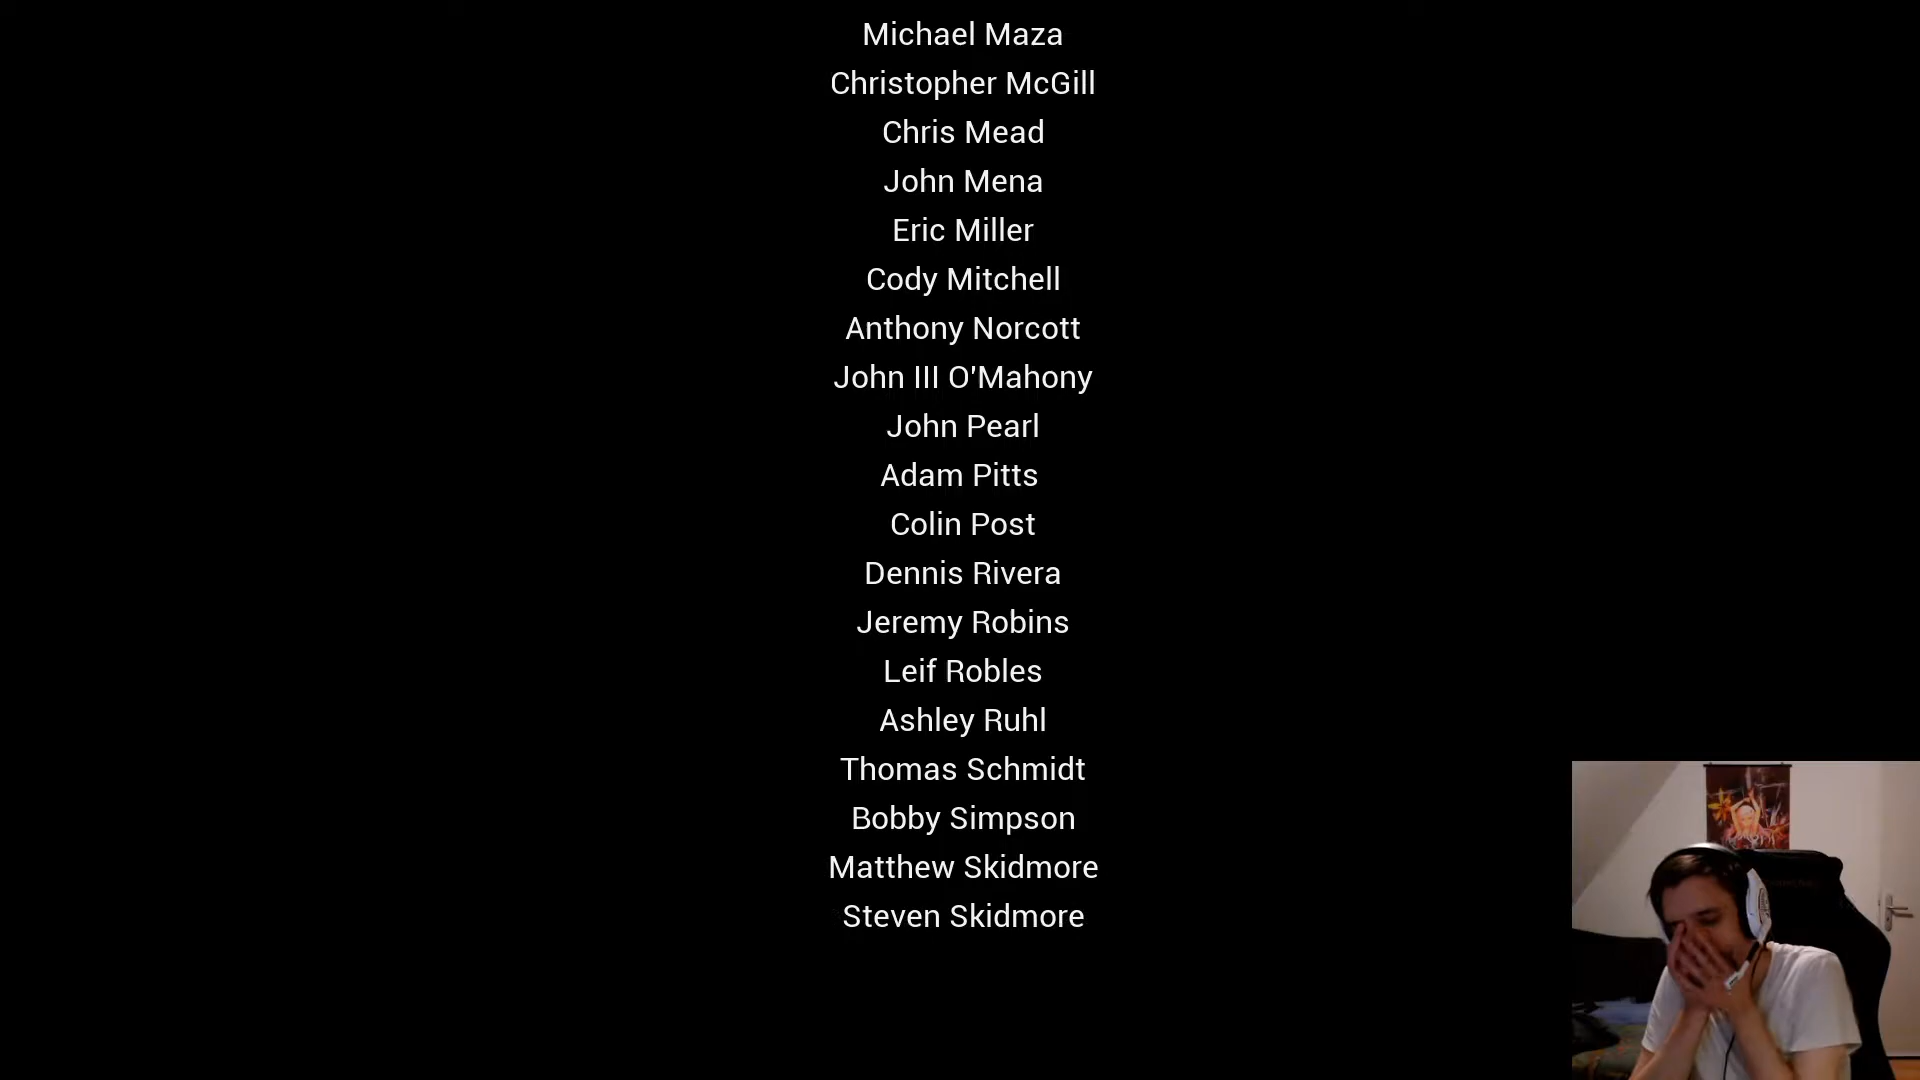 Michael Maza
Christopher McGill
Chris Mead
John Mena
Eric Miller
Cody Mitchell
Anthony Norcott
John III O'Mahony
John Pearl
Adam Pitts
Colin Post
Dennis Rivera
Jeremy Robins
Leif Robles
Ashley Ruhl
Thomas Schmidt
Bobby Simpson
Matthew Skidmore
Steven Skidmore